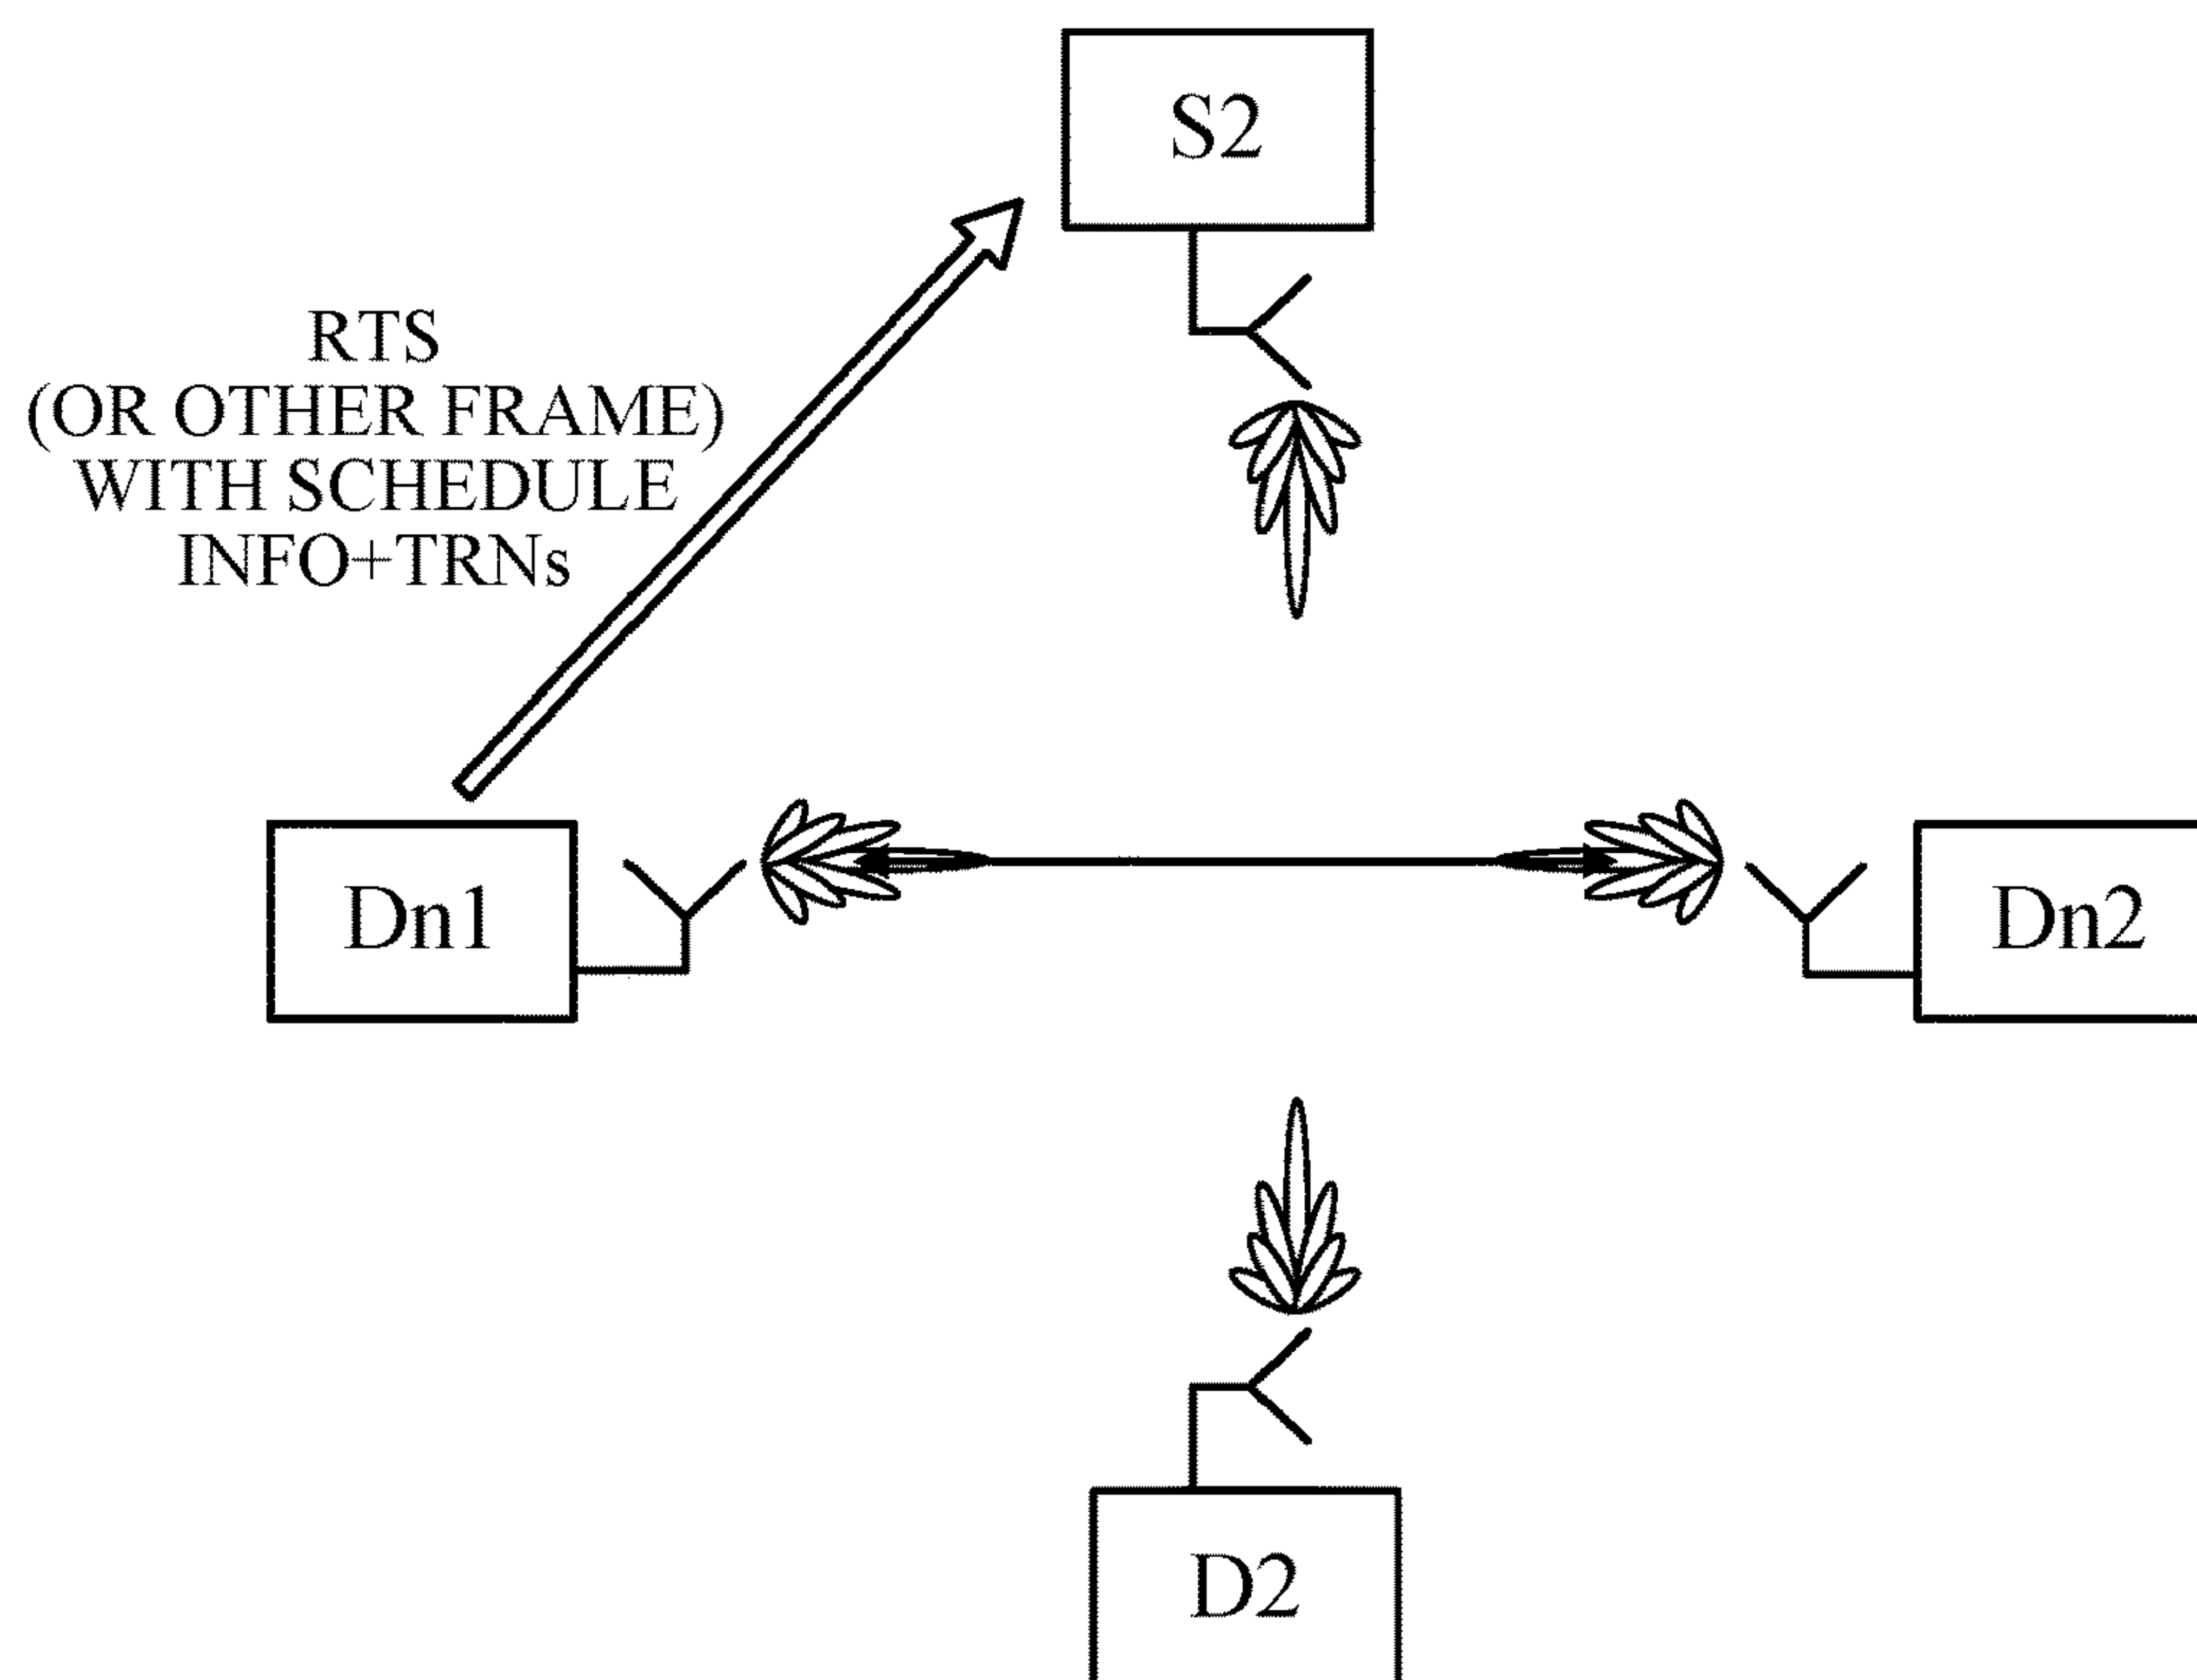 S2
RTS
(OR OTHER FRAME)
WITH SCHEDULE
INFO+TRNs
Dn1
Dn2
D2